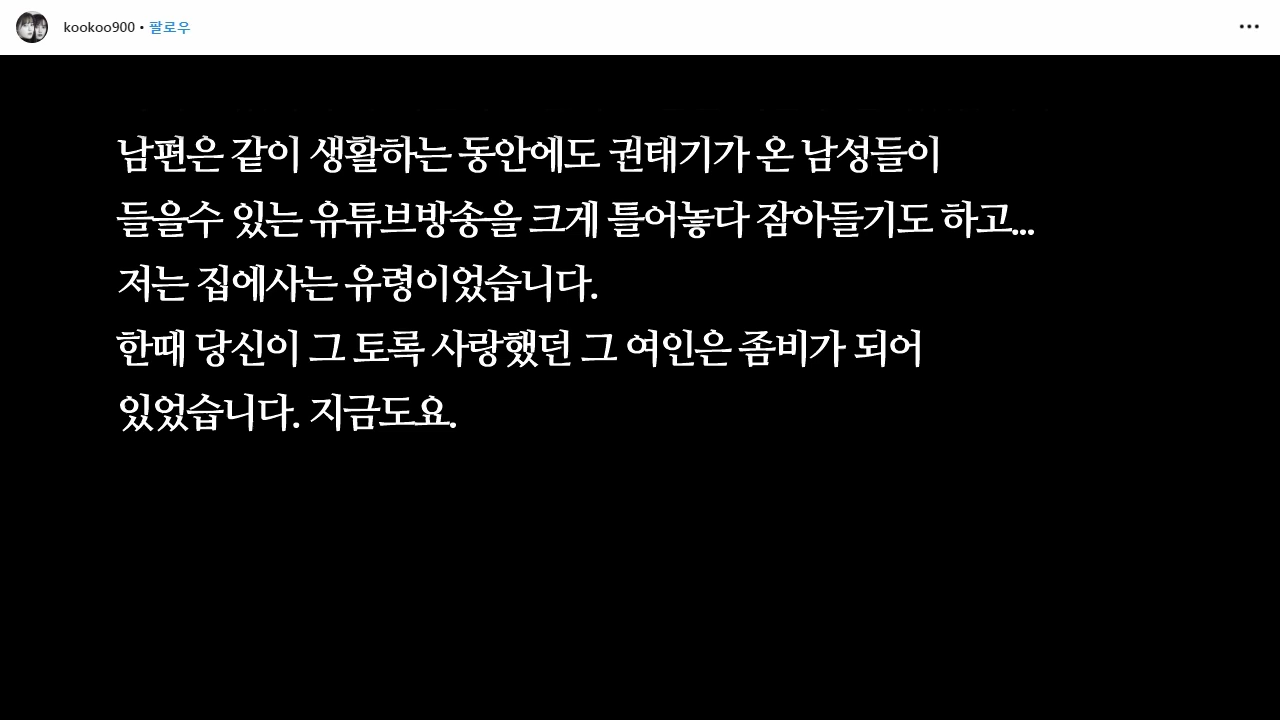 kookoo900 • 팔로우
남편은 같이 생활하는 동안에도 권태기가 온 남성들이
들을수 있는 유튜브방송을 크게 틀어놓다 잠아들기도 하고...
저는 집에사는 유령이었습니다.
한때 당신이 그 토록 사랑했던 그 여인은 좀비가 되어
있었습니다. 지금도요.